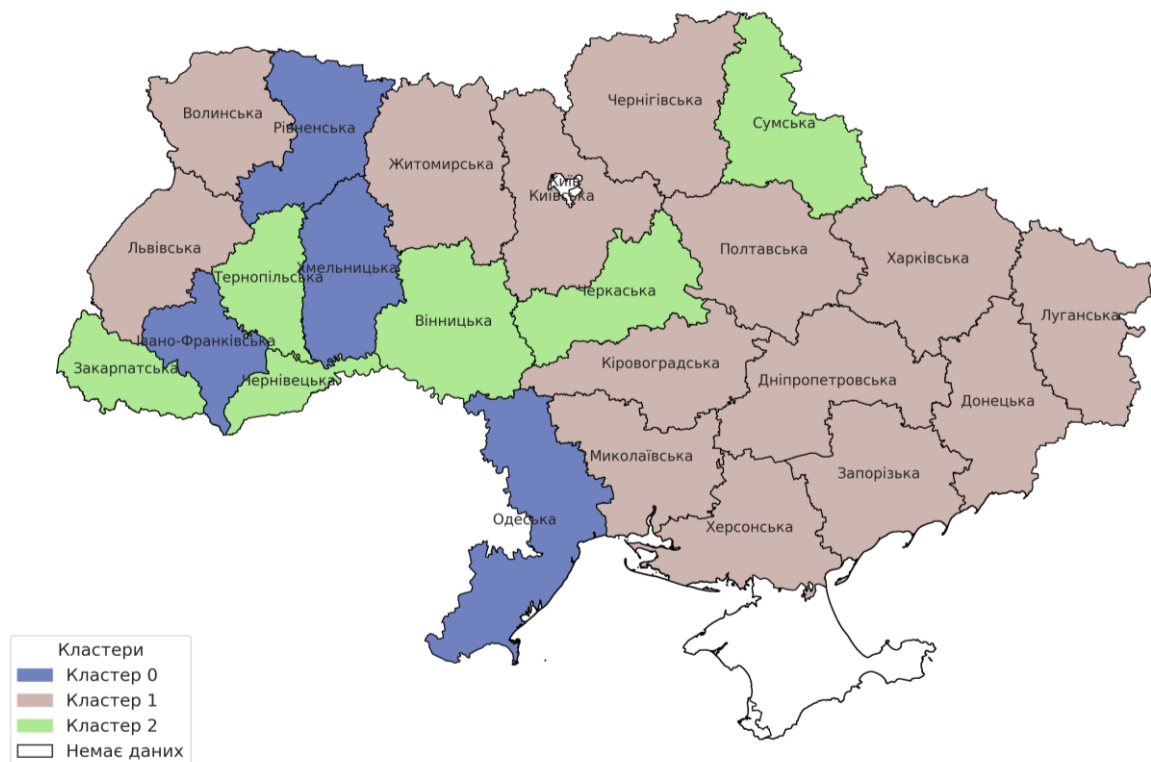 Чернігівська
Волинська
Сумська
Рівненська
Житомирська
Київ
Київська
Львівська
Полтавська
Харківська
Хмельницька
Тернопільська
Черкаська
Вінницька
Луганська
Івано-Франківська
Закарпатська
Кіровоградська
Чернівецька
Дніпропетровська
Донецька
Миколаївська
Запорізька
Одеська
Херсонська
Кластери
Кластер 0
Кластер 1
Кластер 2
Немає даних